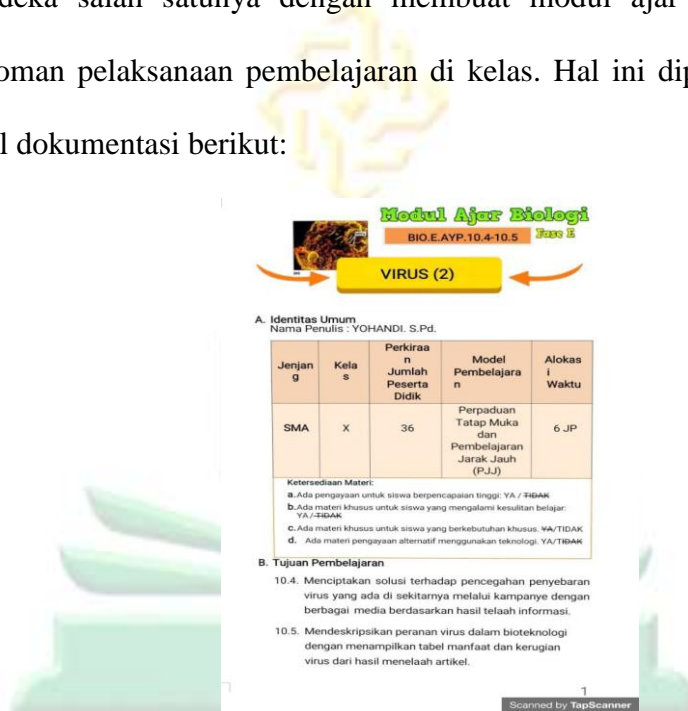 deka salah satunya dengan membuat modul ajar
oman pelaksanaan pembelajaran di kelas. Hal ini dip
l dokumentasi berikut:
Modul Ajar Biologi
BIO.E.AYP.10.4-10.5 Fase E
VIRUS (2)
A. Identitas Umum
Nama Penulis : YOHANDI. S.Pd.
Jenjan
g
Kela
s
Perkiraa
n
Jumlah
Peserta
Didik
Model
Pembelajara
n
Alokas
i
Waktu
SMA
X
36
Perpaduan
Tatap Muka
dan
Pembelajaran
Jarak Jauh
(PJJ)
6 JP
Ketersediaan Materi:
a.Ada pengayaan untuk siswa berpencapaian tinggi: YA / TIDAK
b.Ada materi khusus untuk siswa yang mengalami kesulitan belajar:
YA / TIDAK
c.Ada materi khusus untuk siswa yang berkebutuhan khusus. YA/TIDAK
d. Ada materi pengayaan alternatif menggunakan teknologi. YA/TIDAK
B. Tujuan Pembelajaran
10.4. Menciptakan solusi terhadap pencegahan penyebaran
virus yang ada di sekitarnya melalui kampanye dengan
berbagai media berdasarkan hasil telaah informasi.
10.5. Mendeskripsikan peranan virus dalam bioteknologi
dengan menampilkan tabel manfaat dan kerugian
virus dari hasil menelaah artikel.
1
Scanned by TapScanner